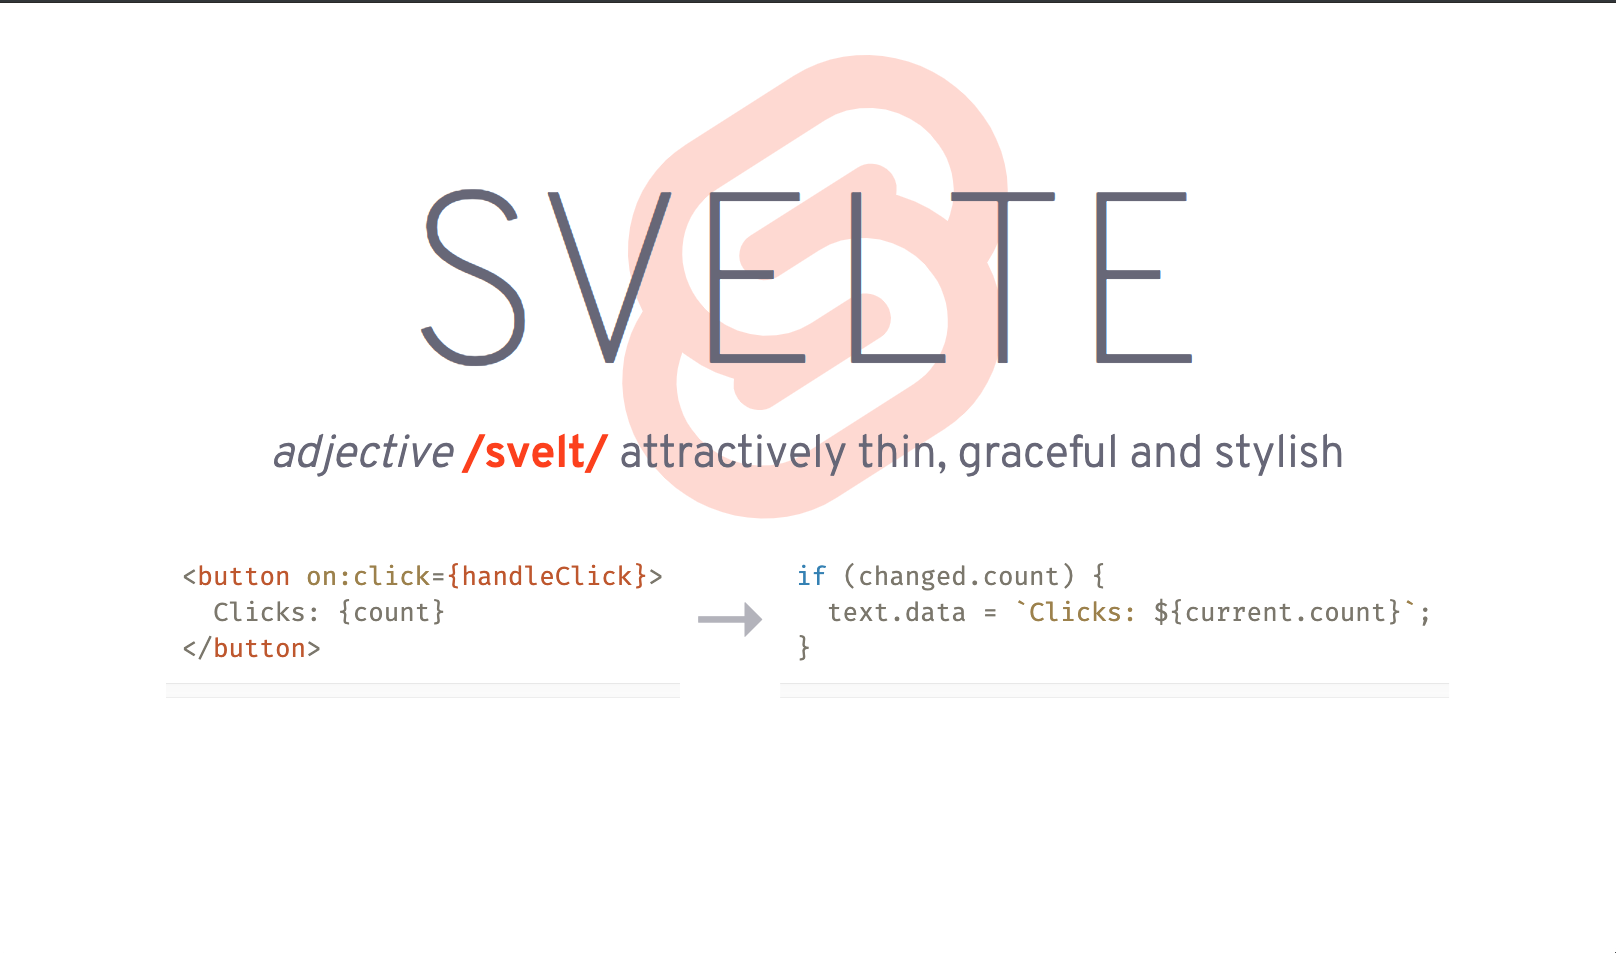 SVELTE
adjective /svelt/ attractively thin, graceful and stylish
<button on:click={handleClick}>
  Clicks: {count}
</button>
if (changed.count) {
  text.data = `Clicks: ${current.count}`;
}